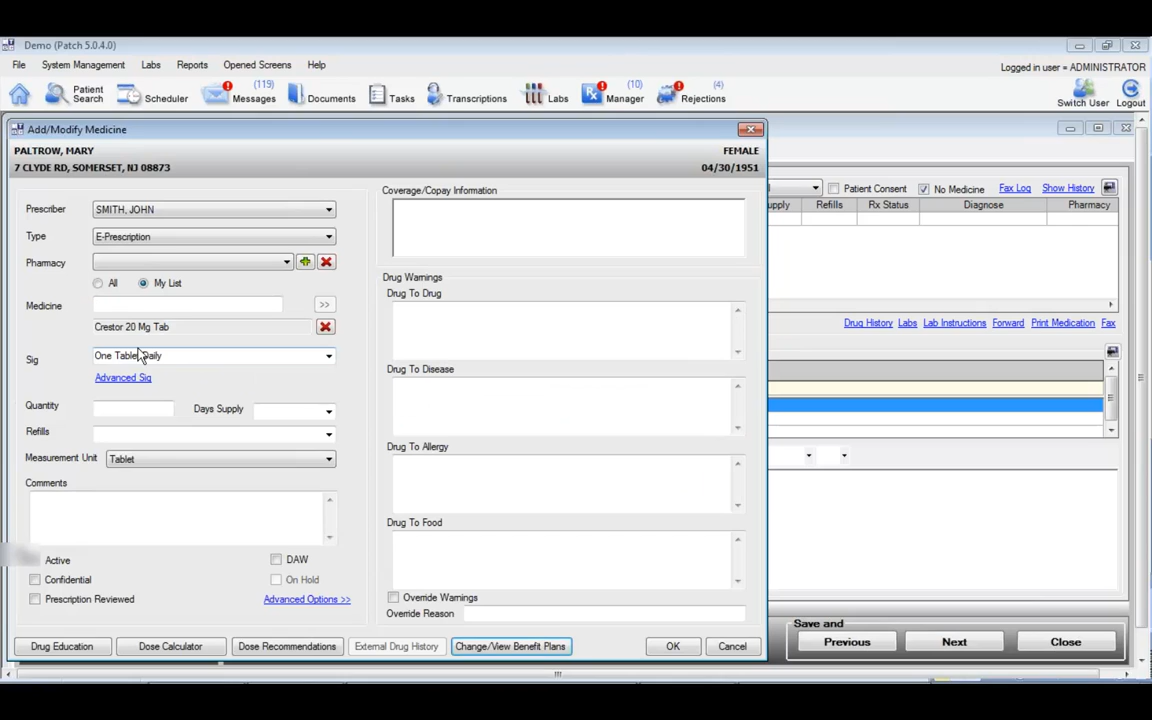 Demo (Patch 5.0.4.0)
File System Management Labs Reports Opened Screens Help
Logged in user = ADMINISTRATOR
Patient Search
Scheduler
Messages (119)
Documents
Tasks
Transcriptions
Labs
Manager (10)
Rejections (4)
Switch User
Logout
Add/Modify Medicine
PALTROW, MARY FEMALE
7 CLYDE RD, SOMERSET, NJ 08873 04/30/1951
Prescriber SMITH, JOHN
Type E-Prescription
Pharmacy
All My List
Medicine >>
Crestor 20 Mg Tab
Sig One Tablet Daily
Advanced Sig
Quantity Days Supply
Refills
Measurement Unit Tablet
Comments
Active DAW
Confidential On Hold
Prescription Reviewed Advanced Options >>
Coverage/Copay Information
Drug Warnings
Drug To Drug
Drug To Disease
Drug To Allergy
Drug To Food
Override Warnings
Override Reason
Drug Education Dose Calculator Dose Recommendations External Drug History Change/View Benefit Plans OK Cancel
Patient Consent No Medicine Fax Log Show History
Refills Rx Status Diagnose Pharmacy
Drug History Labs Lab Instructions Forward Print Medication Fax
Save and
Previous Next Close